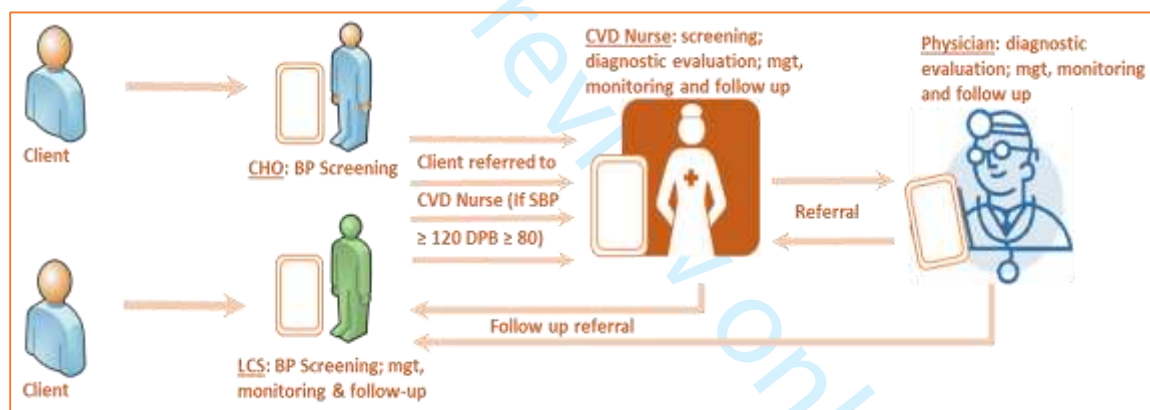 Client
CHO: BP Screening
Client
LCS: BP Screening; mgt,
monitoring & follow-up
Client referred to
CVD Nurse (If SBP
≥ 120 DPB ≥ 80)
CVD Nurse: screening;
diagnostic evaluation; mgt,
monitoring and follow up
Referral
Physician: diagnostic
evaluation; mgt, monitoring
and follow up
Follow up referral
review only